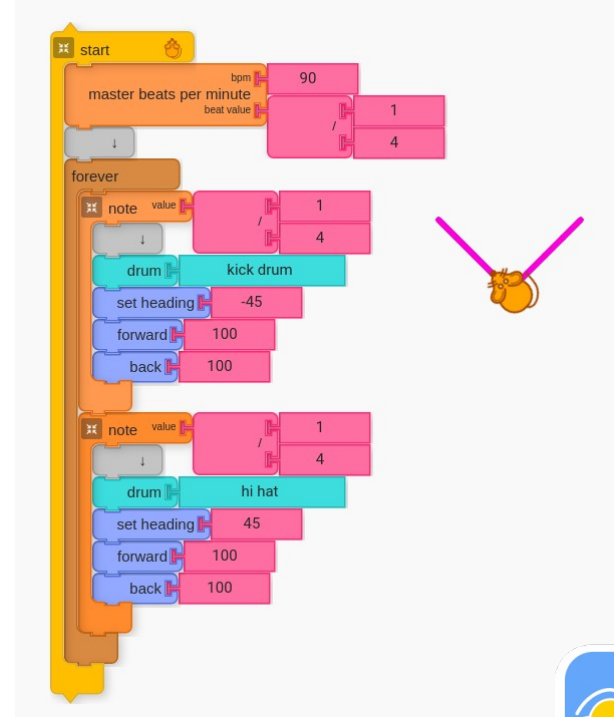 start
bpm 90
master beats per minute
beat value 1 / 4
↓
forever
note value 1 / 4
↓
drum kick drum
set heading -45
forward 100
back 100
note value 1 / 4
↓
drum hi hat
set heading 45
forward 100
back 100